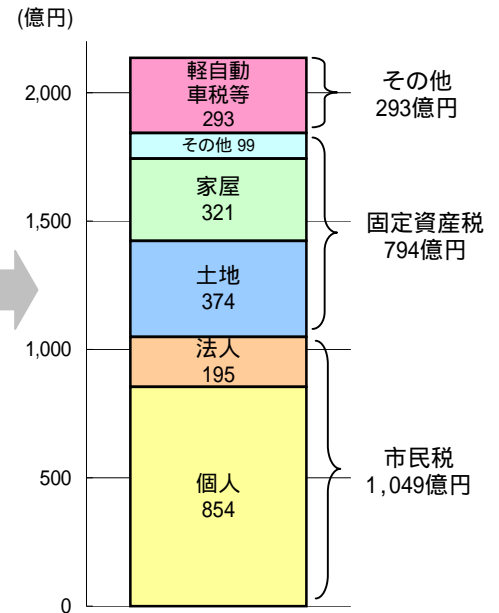 (億円)
2,000
1,500
1,000
500
0
軽自動
車税等
293
その他 99
家屋
321
土地
374
法人
195
個人
854
その他
293億円
固定資産税
794億円
市民税
1,049億円